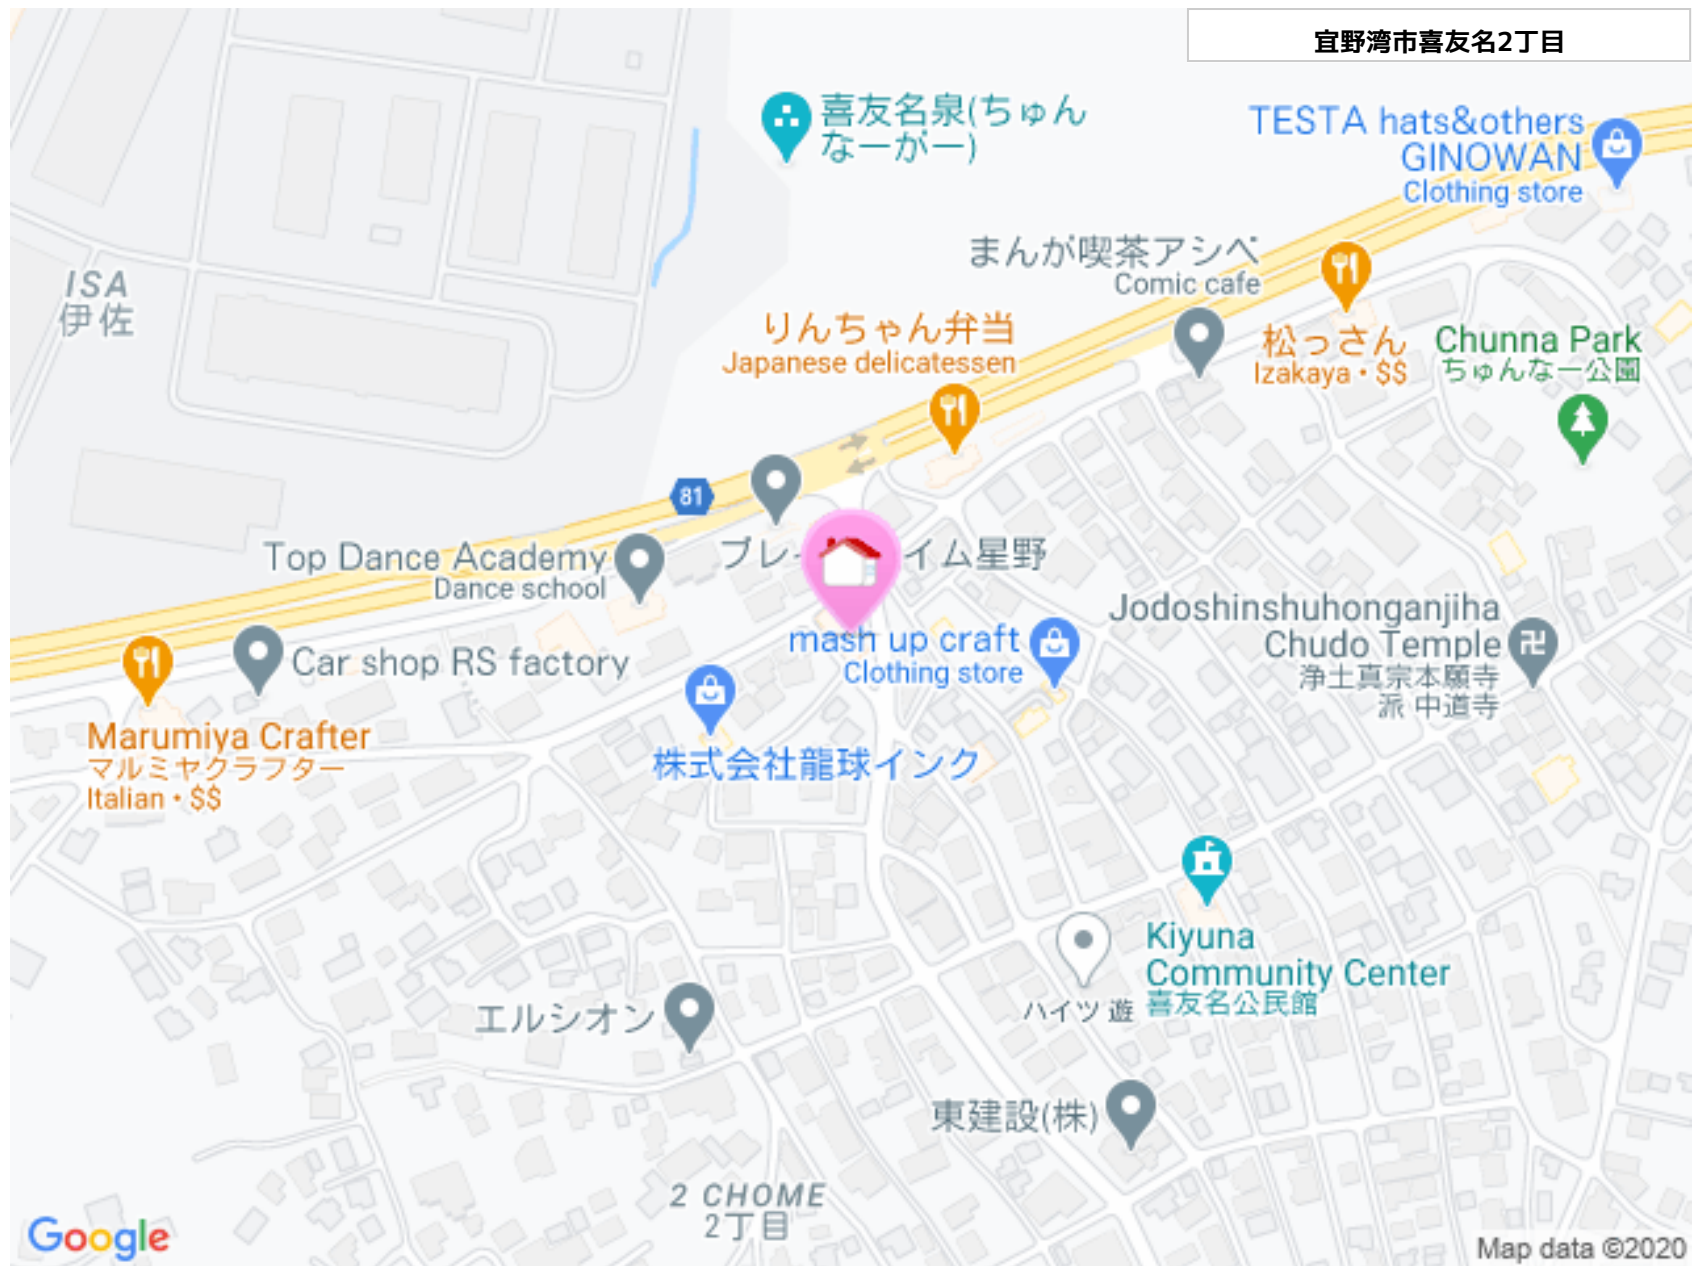 宜野湾市喜友名2丁目
喜友名泉(ちゅん
なーがー)
TESTA hats&others
GINOWAN
Clothing store
まんが喫茶アシベ
Comic cafe
ISA
伊佐
りんちゃん弁当
Japanese delicatessen
松っさん
Izakaya・$$
Chunna Park
ちゅんなー公園
81
Top Dance Academy
Dance school
ブレ
イム星野
Jodoshinshuhonganjiha
Chudo Temple
浄土真宗本願寺
派 中道寺
mash up craft
Clothing store
Car shop RS factory
Marumiya Crafter
マルミヤクラフター
Italian・$$
株式会社龍球インク
Kiyuna
Community Center
喜友名公民館
ハイツ 遊
エルシオン
東建設(株)
2 CHOME
2丁目
Google
Map data ©2020